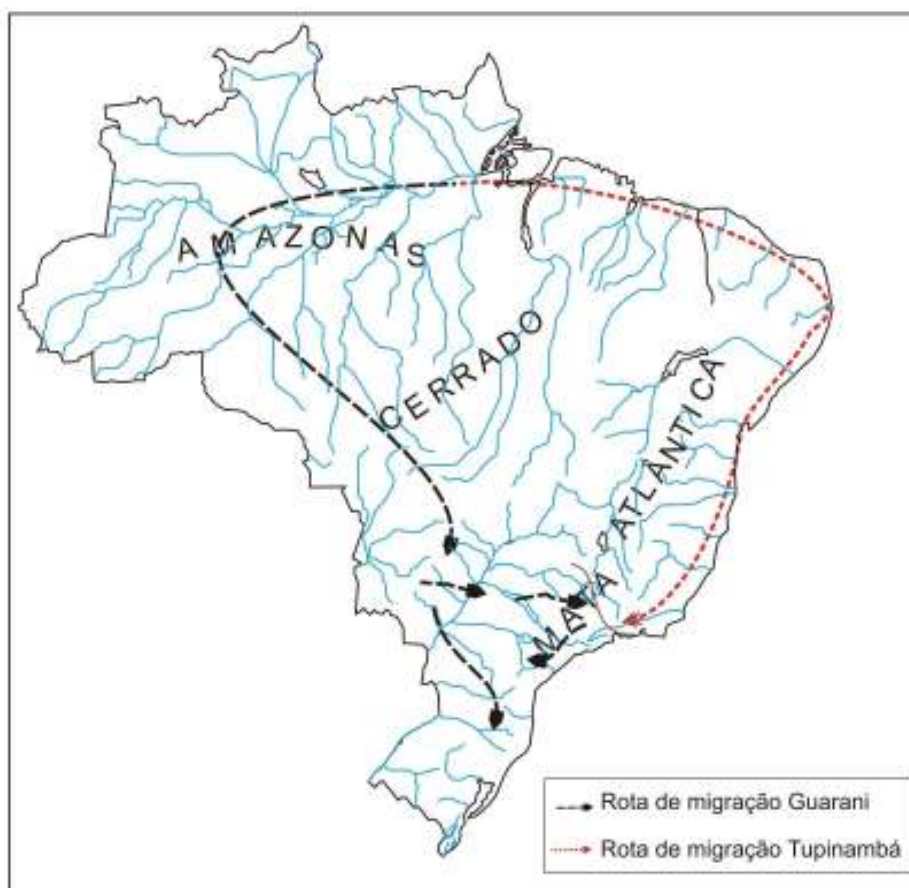 AMAZONAS
CERRADO
MATA ATLÂNTICA
Rota de migração Guarani
Rota de migração Tupinambá